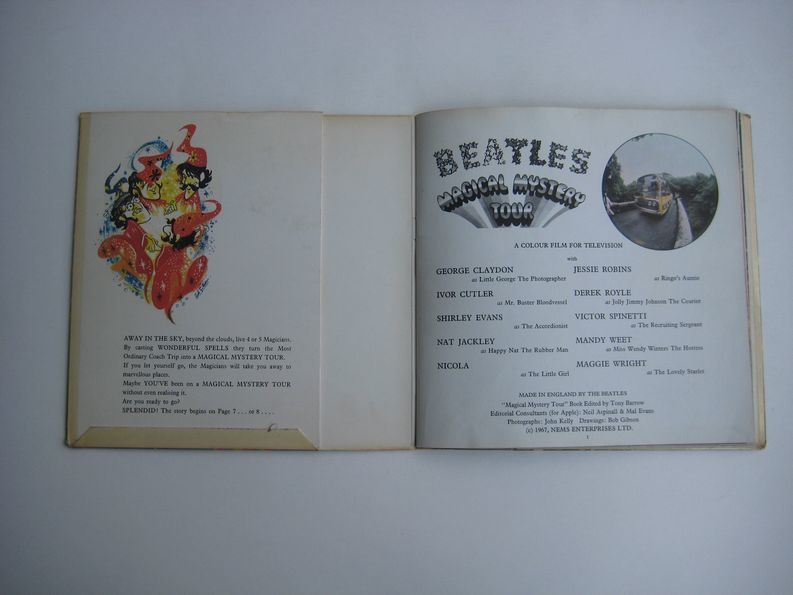 AWAY IN THE SKY, beyond the clouds, live 4 or 5 Magicians.
By casting WONDERFUL SPELLS they turn the Most
Ordinary Coach Trip into a MAGICAL MYSTERY TOUR.
If you let yourself go, the Magicians will take you away to
marvellous places.
Maybe YOU'VE been on a MAGICAL MYSTERY TOUR
without even realising it.
Are you ready to go?
SPLENDID! The story begins on Page 7 . . . or 8 . . . .
BEATLES
MAGICAL MYSTERY
TOUR
A COLOUR FILM FOR TELEVISION
with
GEORGE CLAYDON
as Little George The Photographer
JESSIE ROBINS
as Ringo's Auntie
IVOR CUTLER
as Mr. Buster Bloodvessel
DEREK ROYLE
as Jolly Jimmy Johnson The Courier
SHIRLEY EVANS
as The Accordionist
VICTOR SPINETTI
as The Recruiting Sergeant
NAT JACKLEY
as Happy Nat The Rubber Man
MANDY WEET
as Miss Wendy Winters The Hostess
NICOLA
as The Little Girl
MAGGIE WRIGHT
as The Lovely Starlet
MADE IN ENGLAND BY THE BEATLES
"Magical Mystery Tour" Book Edited by Tony Barrow
Editorial Consultants (for Apple): Neil Aspinall & Mal Evans
Photographs: John Kelly Drawings: Bob Gibson
(c) 1967, NEMS ENTERPRISES LTD.
1